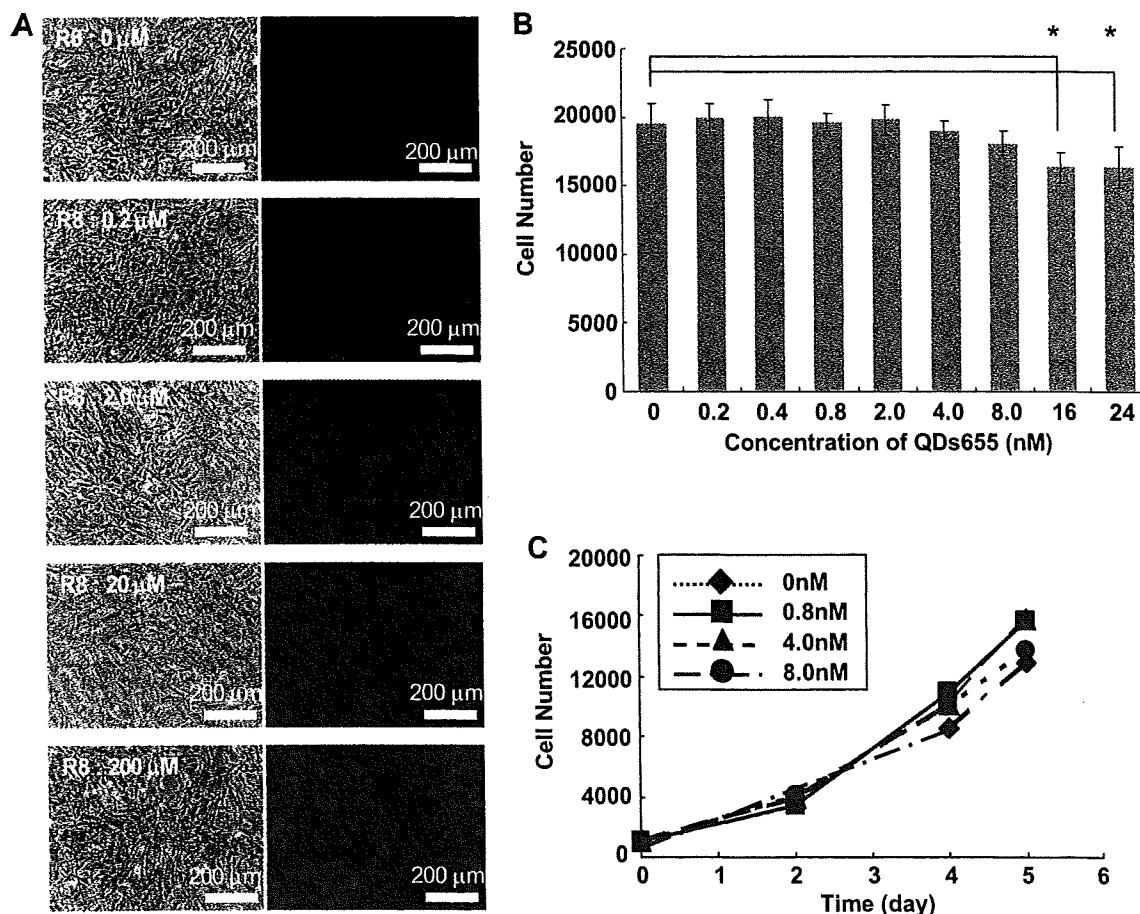 A
R8 : 0 μM
200 μm
200 μm
R8 : 0.2 μM
200 μm
200 μm
R8 : 2.0 μM
200 μm
200 μm
R8 : 20 μM
200 μm
200 μm
R8 : 200 μM
200 μm
200 μm
B
* *
25000
20000
15000
10000
5000
0
Cell Number
0 0.2 0.4 0.8 2.0 4.0 8.0 16 24
Concentration of QDs655 (nM)
C
20000
16000
12000
8000
4000
0
Cell Number
0nM
0.8nM
4.0nM
8.0nM
0 1 2 3 4 5 6
Time (day)